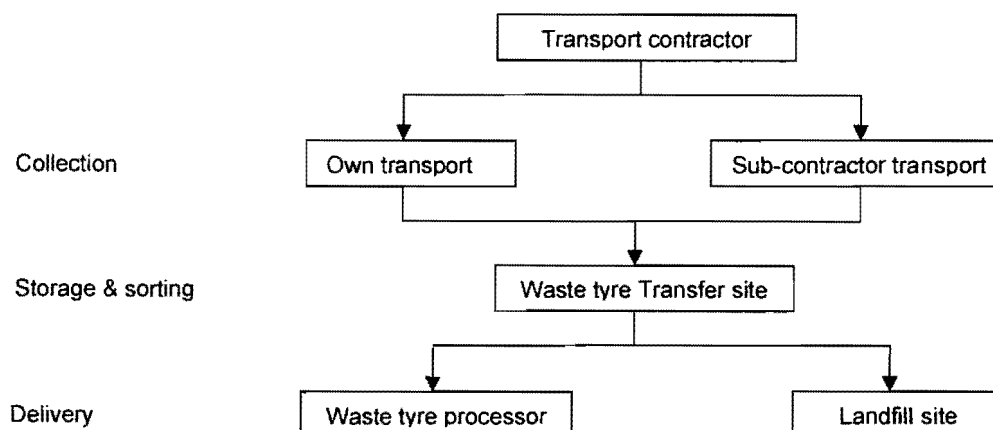 Transport contractor
Collection
Own transport
Sub-contractor transport
Storage & sorting
Waste tyre Transfer site
Delivery
Waste tyre processor
Landfill site